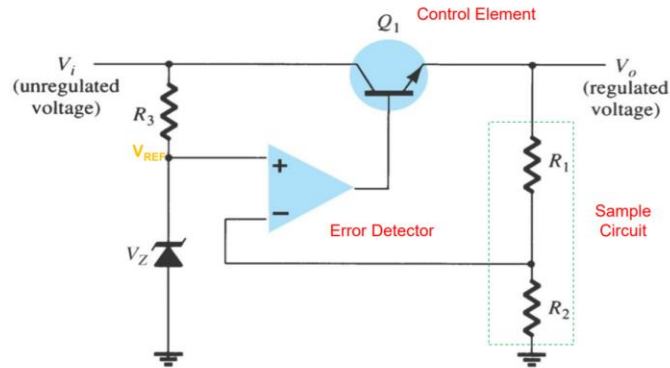 Q1
Control Element
Vi
(unregulated
voltage)
Vo
(regulated
voltage)
R3
VREF
+
−
R1
Error Detector
Sample
Circuit
VZ
R2